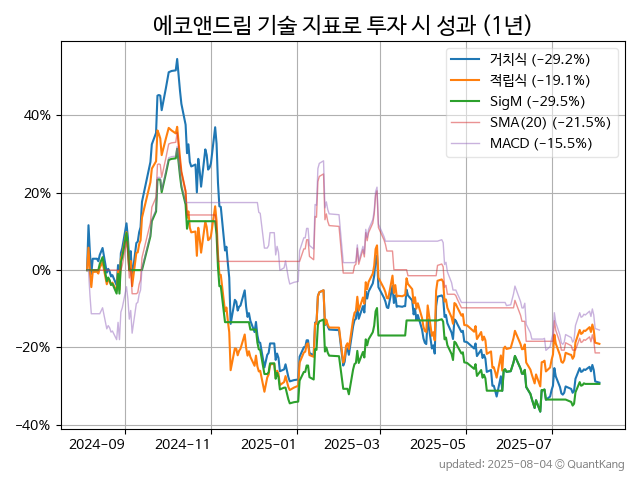 에코앤드림 기술 지표로 투자 시 성과 (1년)
거치식 (−29.2%)
적립식 (−19.1%)
SigM (−29.5%)
SMA(20) (−21.5%)
MACD (−15.5%)
40%
20%
0%
−20%
−40%
2024-09 2024-11 2025-01 2025-03 2025-05 2025-07
updated: 2025-08-04 © QuantKang